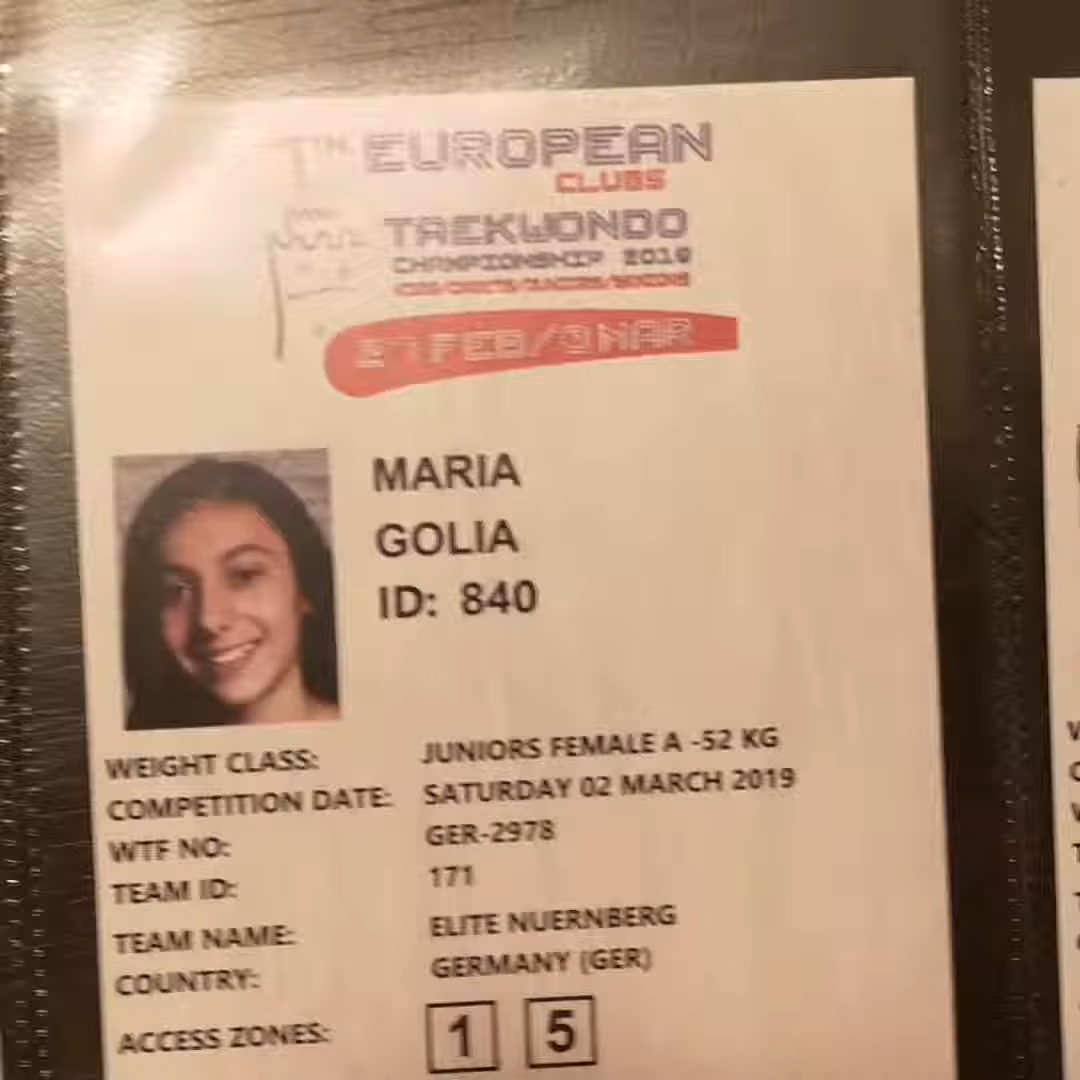 TH EUROPEAN
CLUBS
TAEKWONDO
CHAMPIONSHIP 2019
27 FEB/3 MAR
MARIA
GOLIA
ID: 840
WEIGHT CLASS: JUNIORS FEMALE A -52 KG
COMPETITION DATE: SATURDAY 02 MARCH 2019
WTF NO: GER-2978
TEAM ID: 171
TEAM NAME: ELITE NUERNBERG
COUNTRY: GERMANY (GER)
ACCESS ZONES: 1 5